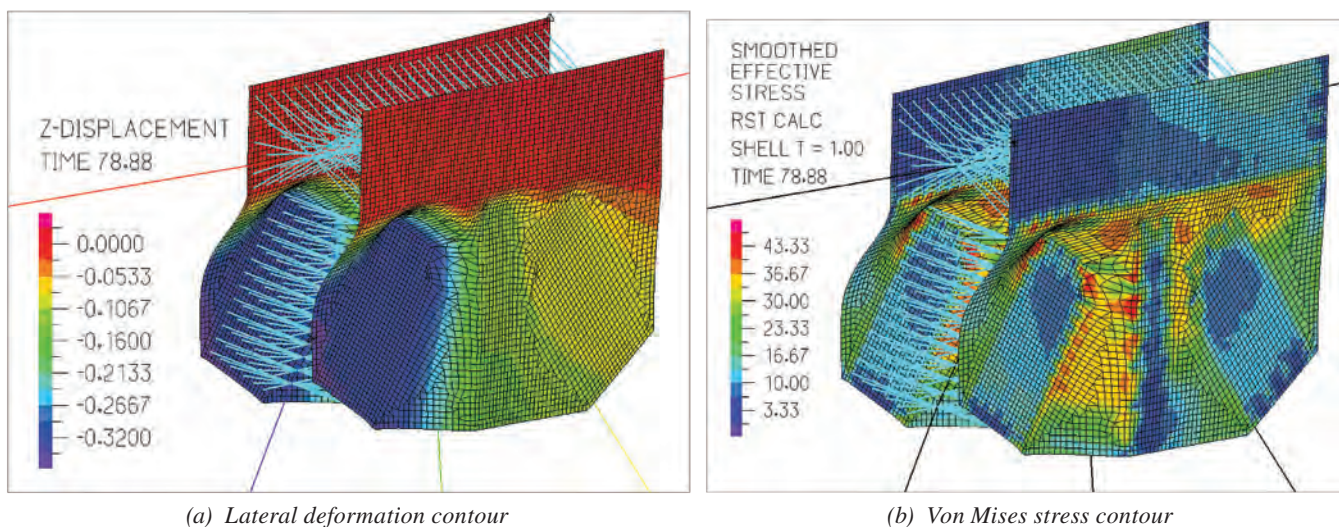 Z-DISPLACEMENT
TIME 78.88
0.0000
-0.0533
-0.1067
-0.1600
-0.2133
-0.2667
-0.3200
(a) Lateral deformation contour
SMOOTHED
EFFECTIVE
STRESS
RST CALC
SHELL T = 1.00
TIME 78.88
43.33
36.67
30.00
23.33
16.67
10.00
3.33
(b) Von Mises stress contour